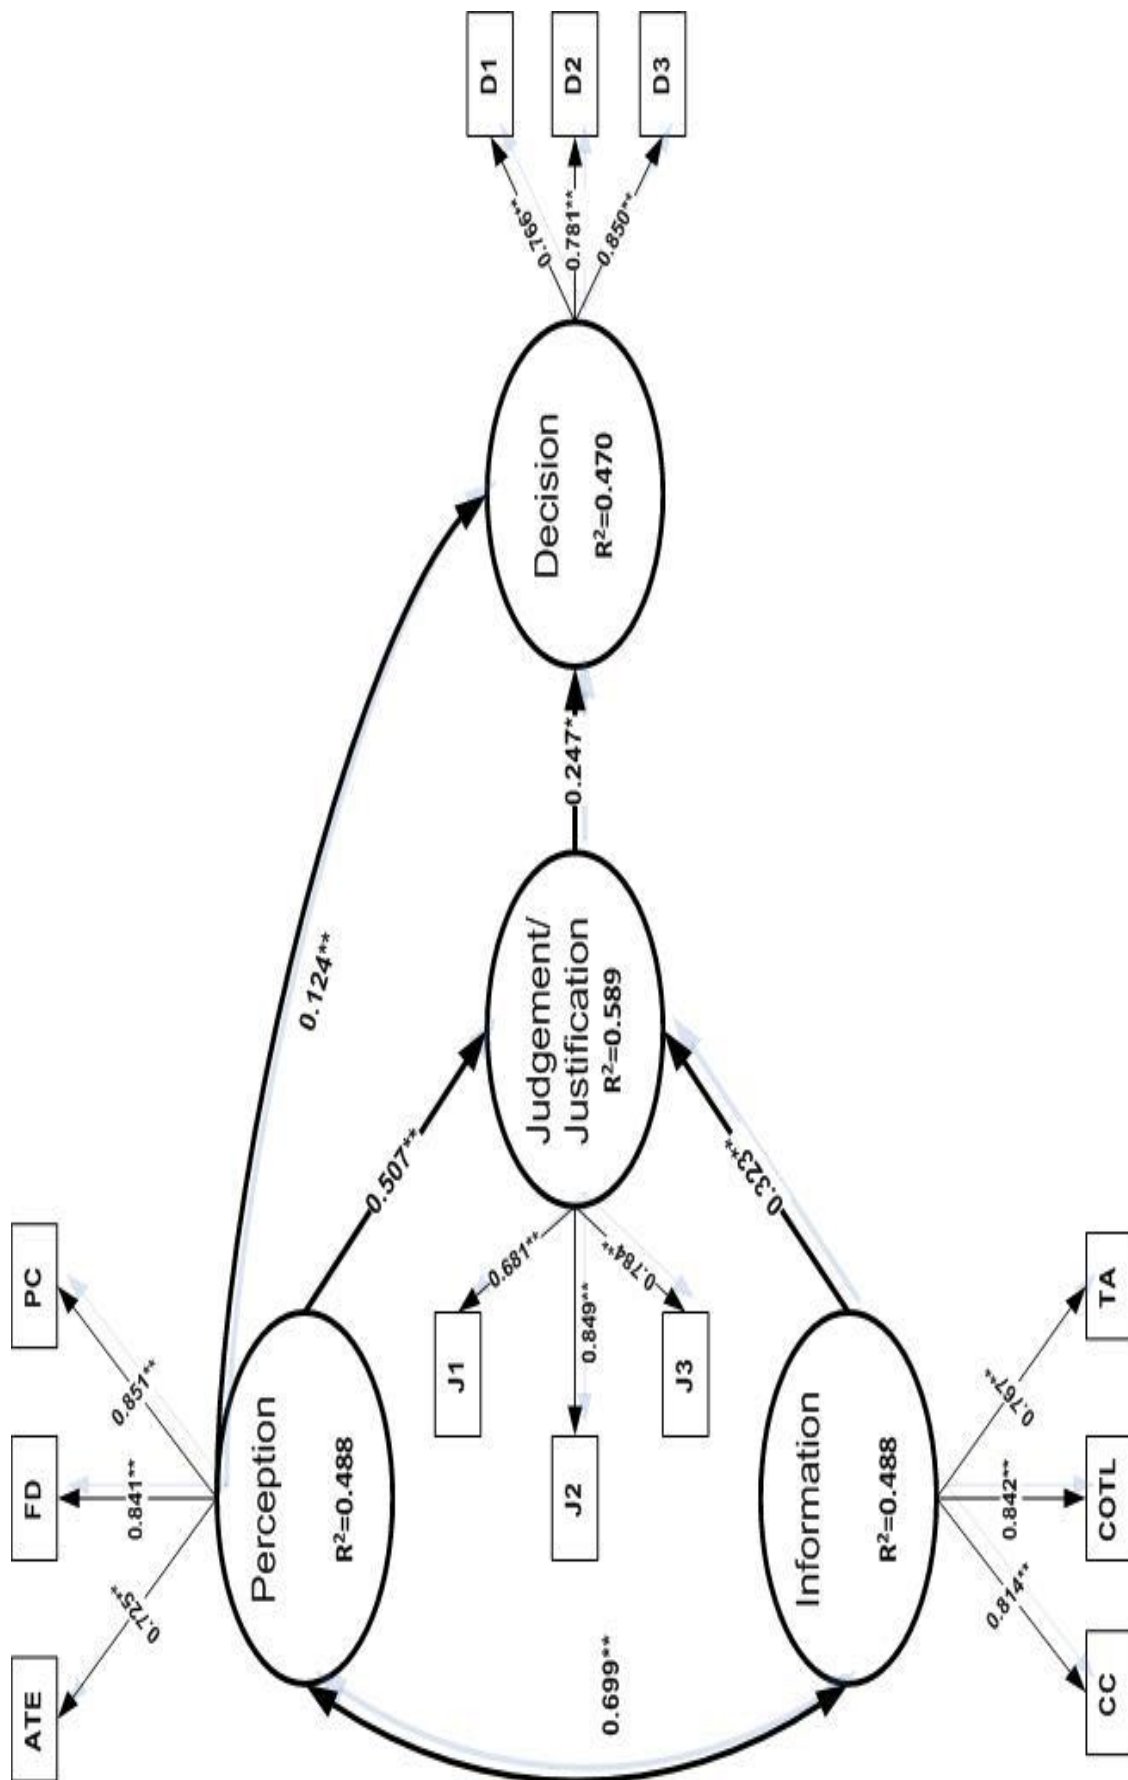 ATE
FD
PC
0.725**
0.841**
0.851**
Perception
R²=0.488
0.124**
0.507**
0.699**
J1
J2
J3
0.681**
0.849**
0.784**
Judgement/
Justification
R²=0.589
0.247*
Decision
R²=0.470
0.766**
0.781**
0.850**
D1
D2
D3
0.323**
Information
R²=0.488
0.814**
0.842**
0.767**
CC
COTL
TA